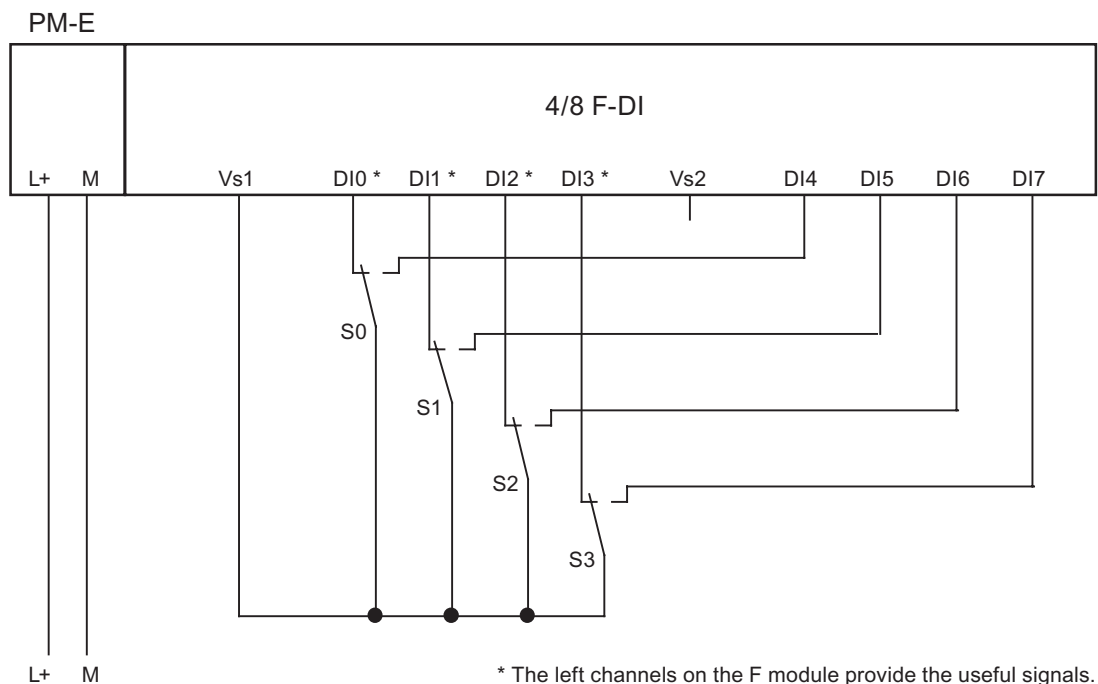 PM-E
4/8 F-DI
L+ M Vs1 DI0 * DI1 * DI2 * DI3 * Vs2 DI4 DI5 DI6 DI7
S0
S1
S2
S3
L+ M * The left channels on the F module provide the useful signals.